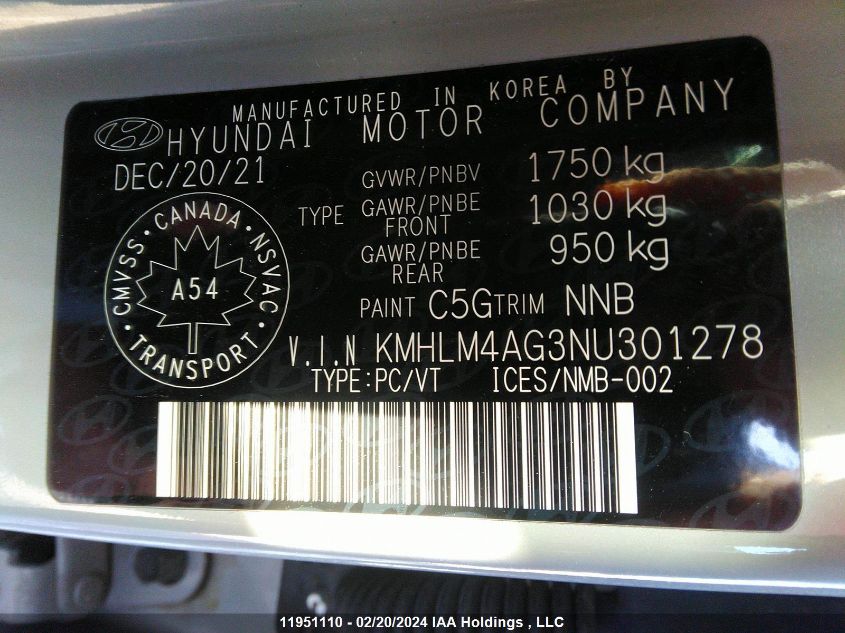 MANUFACTURED IN KOREA BY
HYUNDAI MOTOR COMPANY
DEC/20/21
GVWR/PNBV 1750 kg
TYPE GAWR/PNBE FRONT 1030 kg
GAWR/PNBE REAR 950 kg
PAINT C5G TRIM NNB
CMVSS · CANADA · NSVAC · TRANSPORT ·
A54
V.I.N KMHLM4AG3NU301278
TYPE:PC/VT ICES/NMB-002
11951110 - 02/20/2024 IAA Holdings , LLC